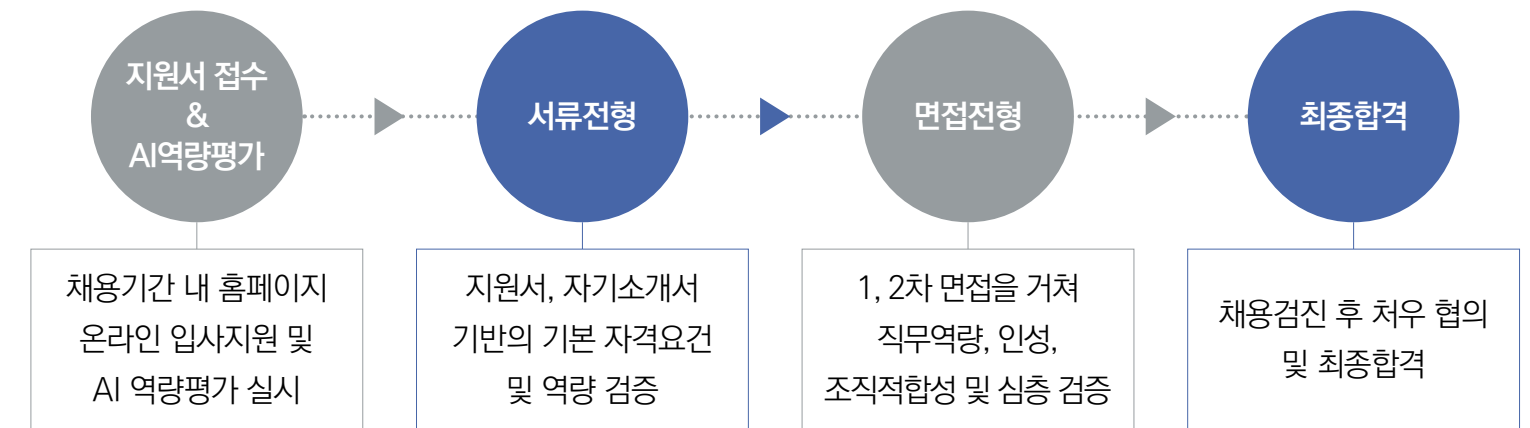 지원서 접수
&
AI역량평가
서류전형
면접전형
최종합격
채용기간 내 홈페이지
온라인 입사지원 및
AI 역량평가 실시
지원서, 자기소개서
기반의 기본 자격요건
및 역량 검증
1, 2차 면접을 거쳐
직무역량, 인성,
조직적합성 및 심층 검증
채용검진 후 처우 협의
및 최종합격